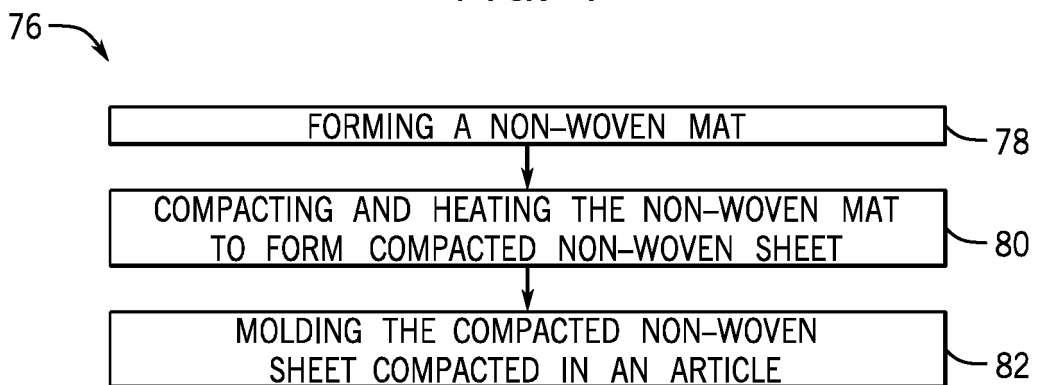 76
FORMING A NON–WOVEN MAT
78
COMPACTING AND HEATING THE NON–WOVEN MAT
TO FORM COMPACTED NON–WOVEN SHEET
80
MOLDING THE COMPACTED NON–WOVEN
SHEET COMPACTED IN AN ARTICLE
82